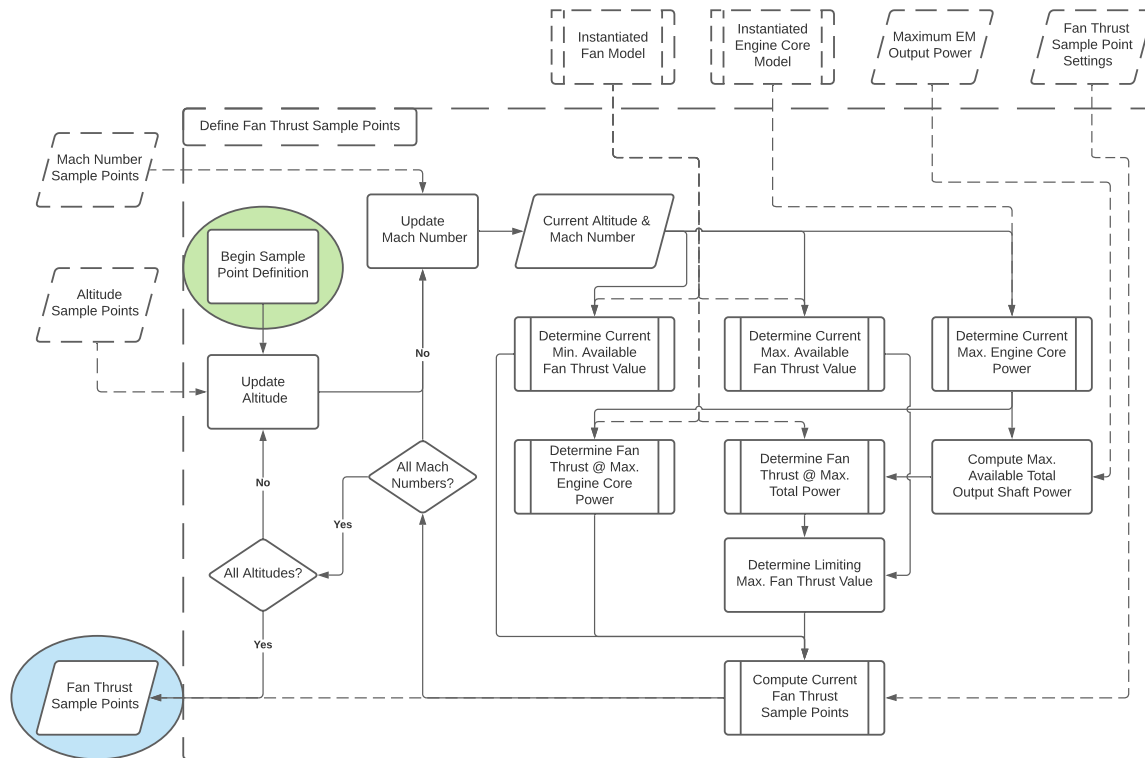 Instantiated
Fan Model
Instantiated
Engine Core
Model
Maximum EM
Output Power
Fan Thrust
Sample Point
Settings
Define Fan Thrust Sample Points
Mach Number
Sample Points
Update
Mach Number
Current Altitude &
Mach Number
Begin Sample
Point Definition
Altitude
Sample Points
Determine Current
Min. Available
Fan Thrust Value
Determine Current
Max. Available
Fan Thrust Value
Determine Current
Max. Engine Core
Power
No
Update
Altitude
Determine Fan
Thrust @ Max.
Engine Core
Power
Determine Fan
Thrust @ Max.
Total Power
Compute Max.
Available Total
Output Shaft Power
All Mach
Numbers?
No
Yes
All Altitudes?
Determine Limiting
Max. Fan Thrust Value
Yes
Fan Thrust
Sample Points
Compute Current
Fan Thrust
Sample Points